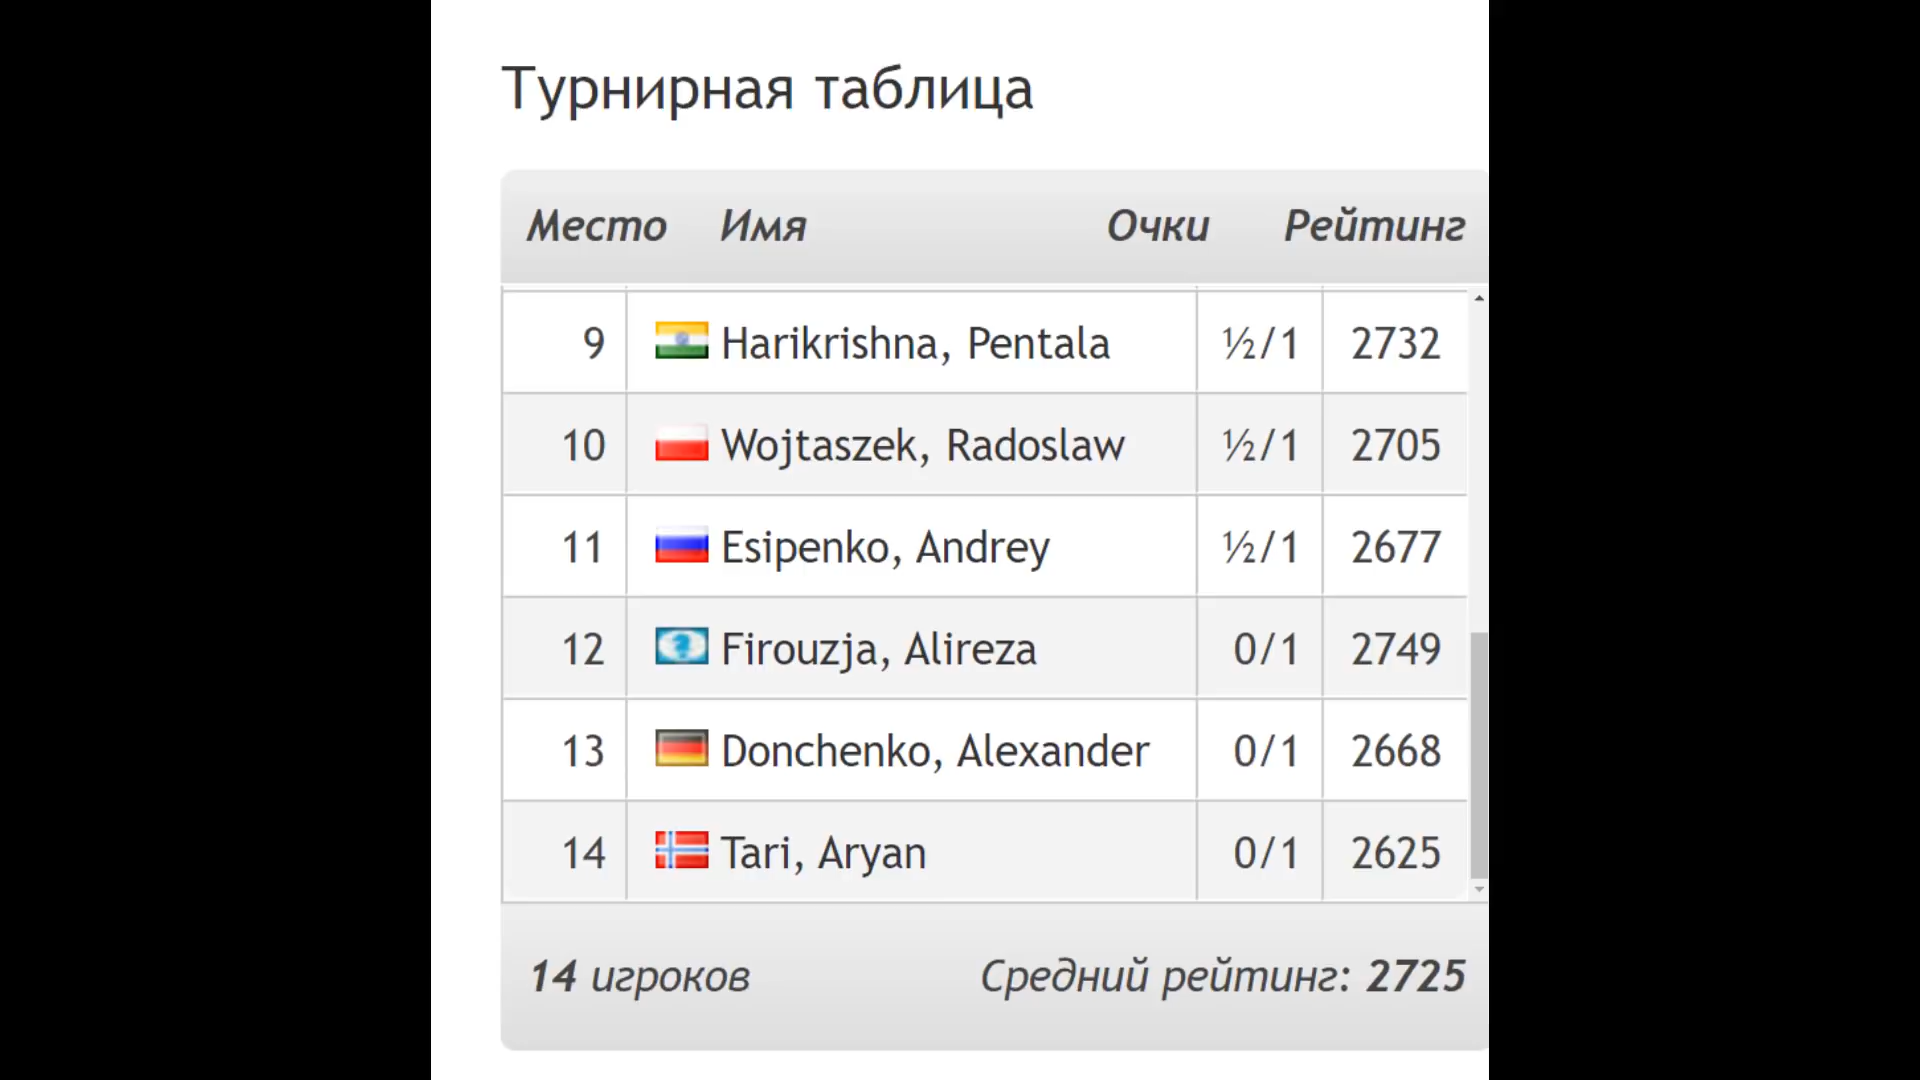 Турнирная таблица
Место Имя Очки Рейтинг
9 Harikrishna, Pentala ½/1 2732
10 Wojtaszek, Radoslaw ½/1 2705
11 Esipenko, Andrey ½/1 2677
12 Firouzja, Alireza 0/1 2749
13 Donchenko, Alexander 0/1 2668
14 Tari, Aryan 0/1 2625
14 игроков Средний рейтинг: 2725